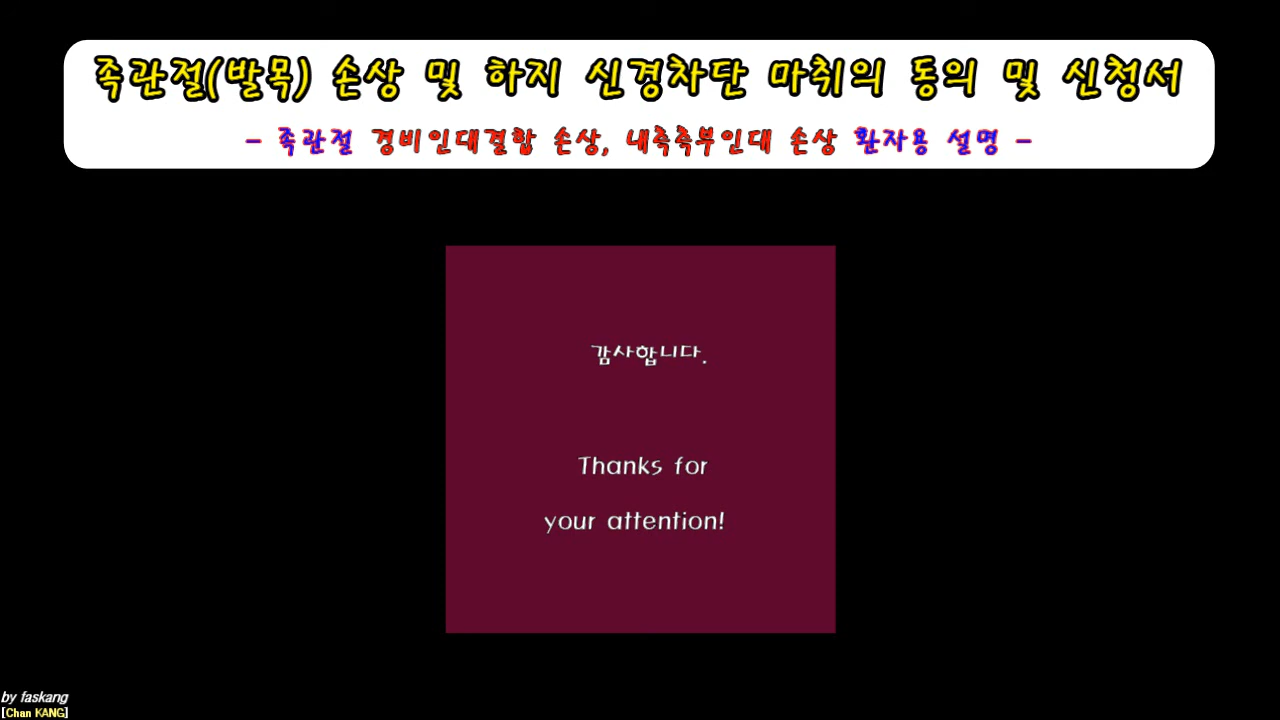 족관절(발목) 손상 및 하지 신경차단 마취의 동의 및 신청서
- 족관절 경비인대결합 손상, 내측측부인대 손상 환자용 설명 -
감사합니다.
Thanks for
your attention!
by faskang
[Chan KANG]